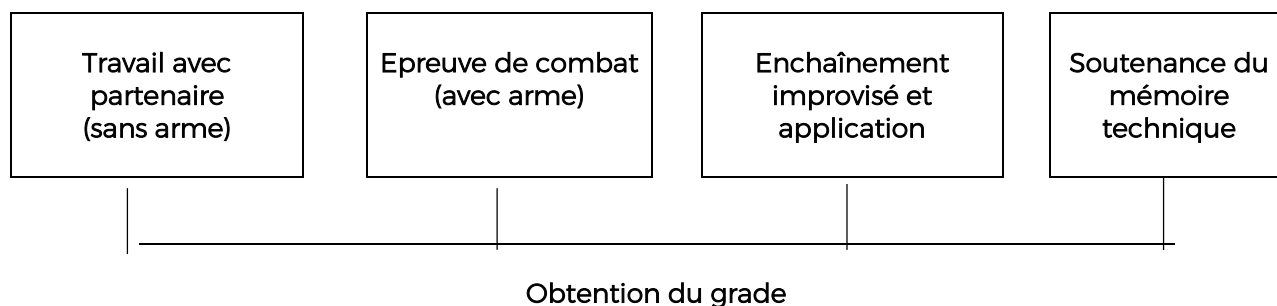 Travail avec
partenaire
(sans arme)
Epreuve de combat
(avec arme)
Enchaînement
improvisé et
application
Soutenance du
mémoire
technique
Obtention du grade